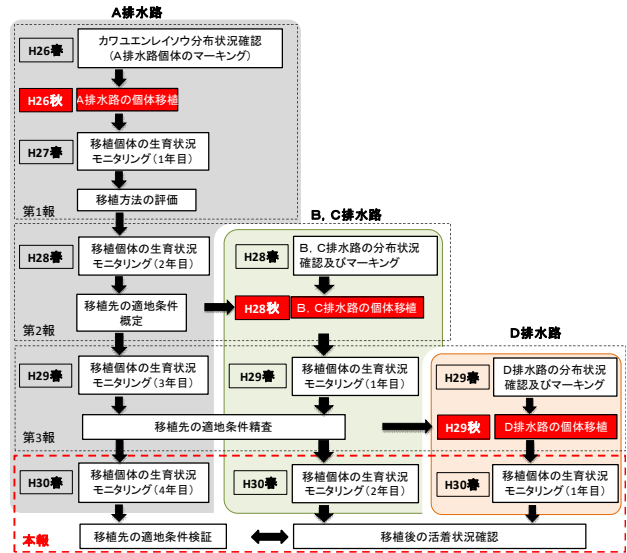 A排水路
H26春
カワユエンレイソウ分布状況確認
(A排水路個体のマーキング)
H26秋
A排水路の個体移植
H27春
移植個体の生育状況
モニタリング(1年目)
移植方法の評価
第1報
B, C排水路
H28春
移植個体の生育状況
モニタリング(2年目)
H28春
B, C排水路の分布状況
確認及びマーキング
移植先の適地条件
概定
H28秋
B, C排水路の個体移植
第2報
D排水路
H29春
移植個体の生育状況
モニタリング(3年目)
H29春
移植個体の生育状況
モニタリング(1年目)
H29春
D排水路の分布状況
確認及びマーキング
移植先の適地条件精査
H29秋
D排水路の個体移植
第3報
H30春
移植個体の生育状況
モニタリング(4年目)
H30春
移植個体の生育状況
モニタリング(2年目)
H30春
移植個体の生育状況
モニタリング(1年目)
本報
移植先の適地条件検証
移植後の活着状況確認